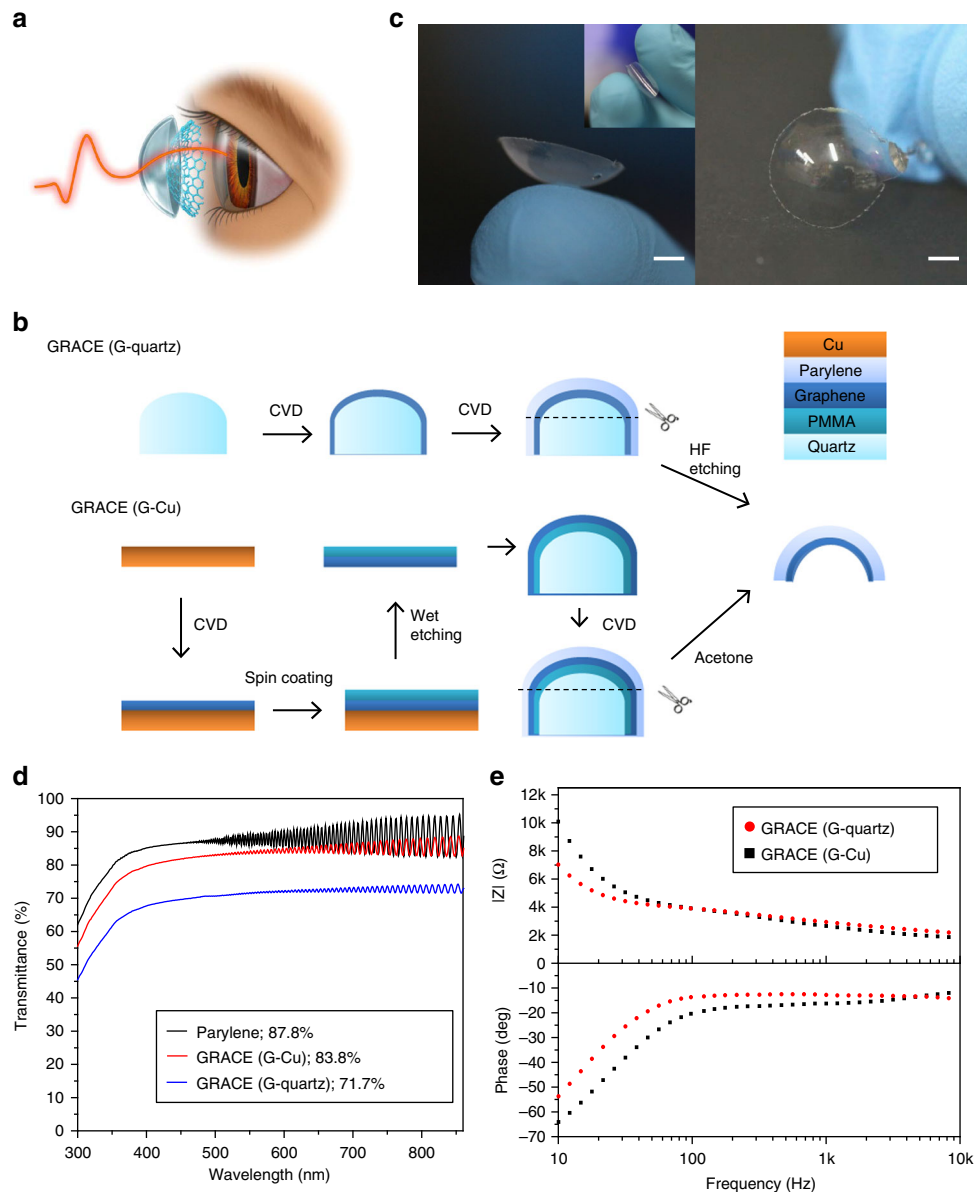 a
c
b
GRACE (G-quartz)
CVD
CVD
HF
etching
Cu
Parylene
Graphene
PMMA
Quartz
GRACE (G-Cu)
CVD
Spin coating
Wet
etching
CVD
Acetone
d
100
90
80
70
60
50
40
30
20
10
0
Transmittance (%)
Parylene; 87.8%
GRACE (G-Cu); 83.8%
GRACE (G-quartz); 71.7%
300 400 500 600 700 800
Wavelength (nm)
e
12k
10k
8k
6k
4k
2k
0
|Z| (Ω)
GRACE (G-quartz)
GRACE (G-Cu)
–10
–20
–30
–40
–50
–60
–70
Phase (deg)
10 100 1k 10k
Frequency (Hz)